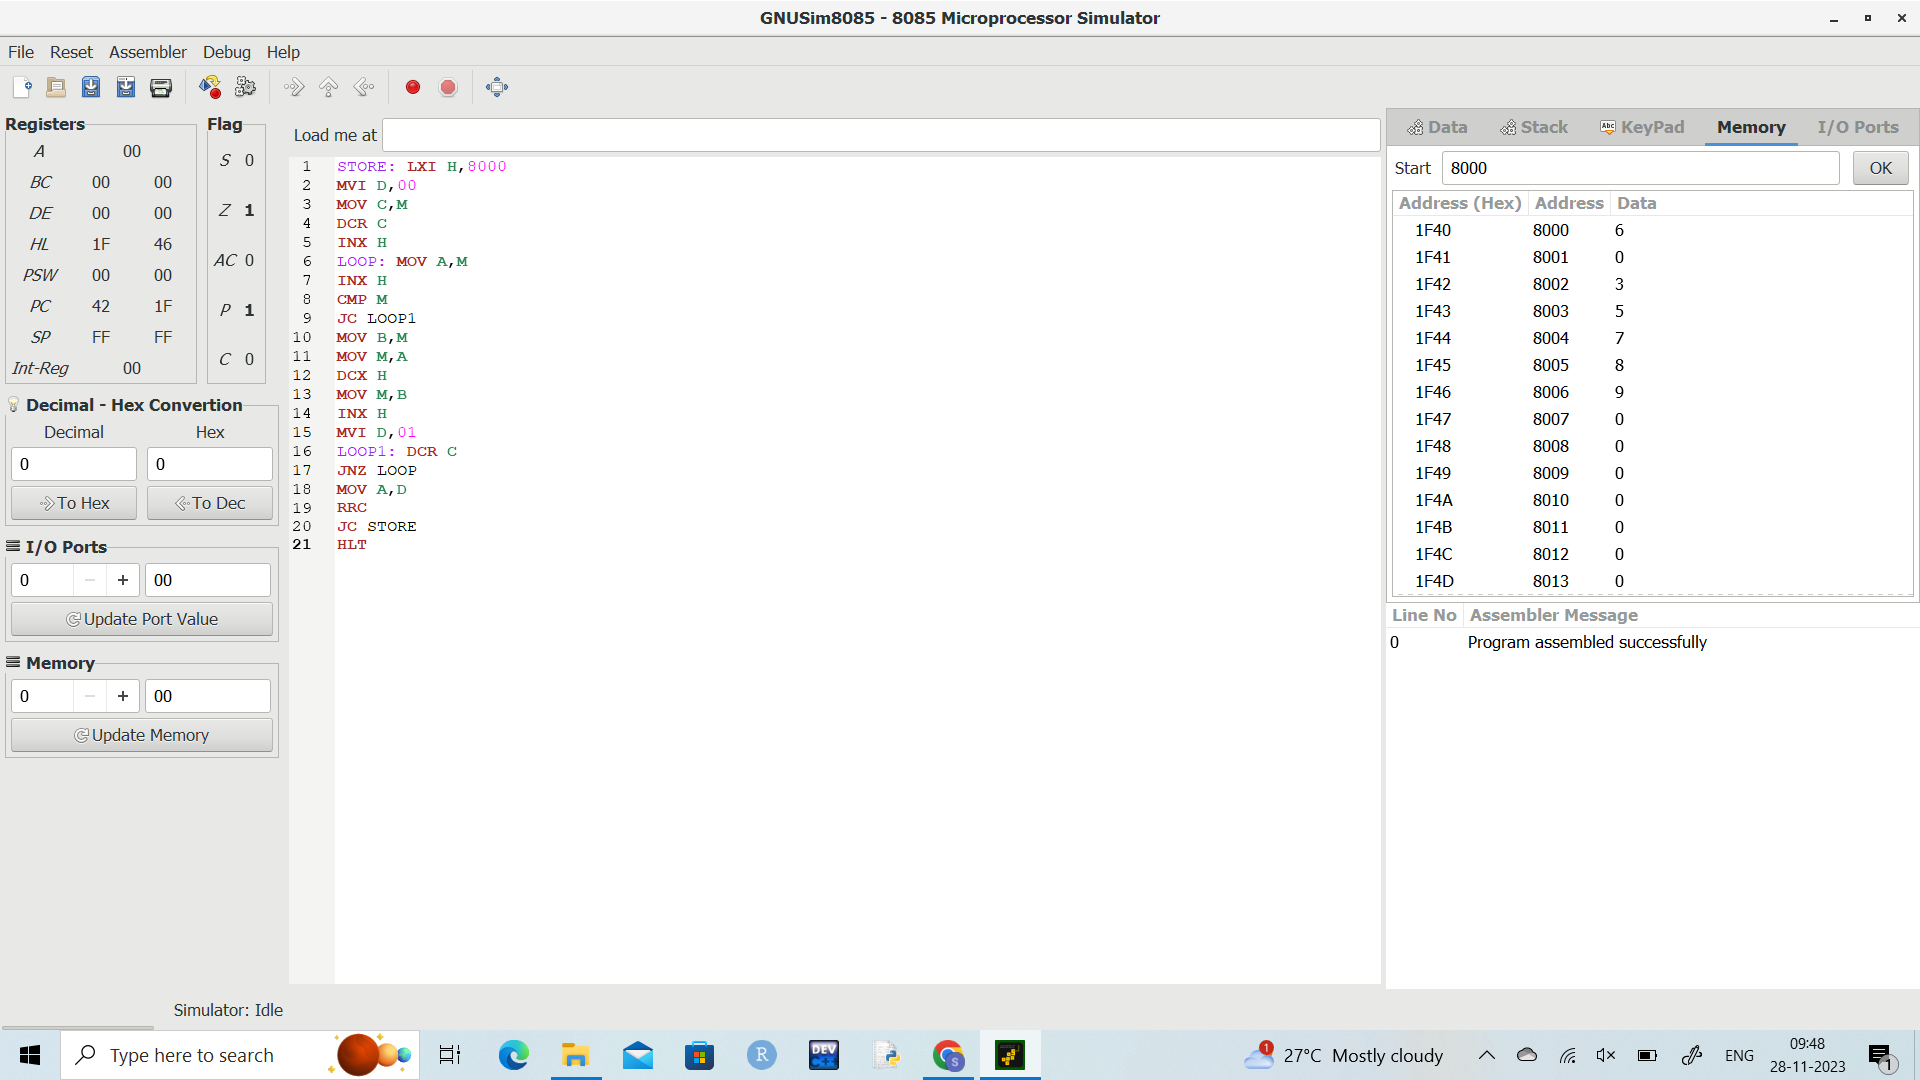 GNUSim8085 - 8085 Microprocessor Simulator
File Reset Assembler Debug Help
Registers
A 00
BC 00 00
DE 00 00
HL 1F 46
PSW 00 00
PC 42 1F
SP FF FF
Int-Reg 00
Flag
S 0
Z 1
AC 0
P 1
C 0
Decimal - Hex Convertion
Decimal Hex
0 0
To Hex To Dec
I/O Ports
0 − + 00
Update Port Value
Memory
0 − + 00
Update Memory
Load me at
1 STORE: LXI H,8000
2 MVI D,00
3 MOV C,M
4 DCR C
5 INX H
6 LOOP: MOV A,M
7 INX H
8 CMP M
9 JC LOOP1
10 MOV B,M
11 MOV M,A
12 DCX H
13 MOV M,B
14 INX H
15 MVI D,01
16 LOOP1: DCR C
17 JNZ LOOP
18 MOV A,D
19 RRC
20 JC STORE
21 HLT
Data Stack Abc KeyPad Memory I/O Ports
Start 8000 OK
Address (Hex) Address Data
1F40 8000 6
1F41 8001 0
1F42 8002 3
1F43 8003 5
1F44 8004 7
1F45 8005 8
1F46 8006 9
1F47 8007 0
1F48 8008 0
1F49 8009 0
1F4A 8010 0
1F4B 8011 0
1F4C 8012 0
1F4D 8013 0
Line No Assembler Message
0 Program assembled successfully
Simulator: Idle
Type here to search
R
DEV
C++
S
1
27°C Mostly cloudy
ENG
09:48
28-11-2023
1